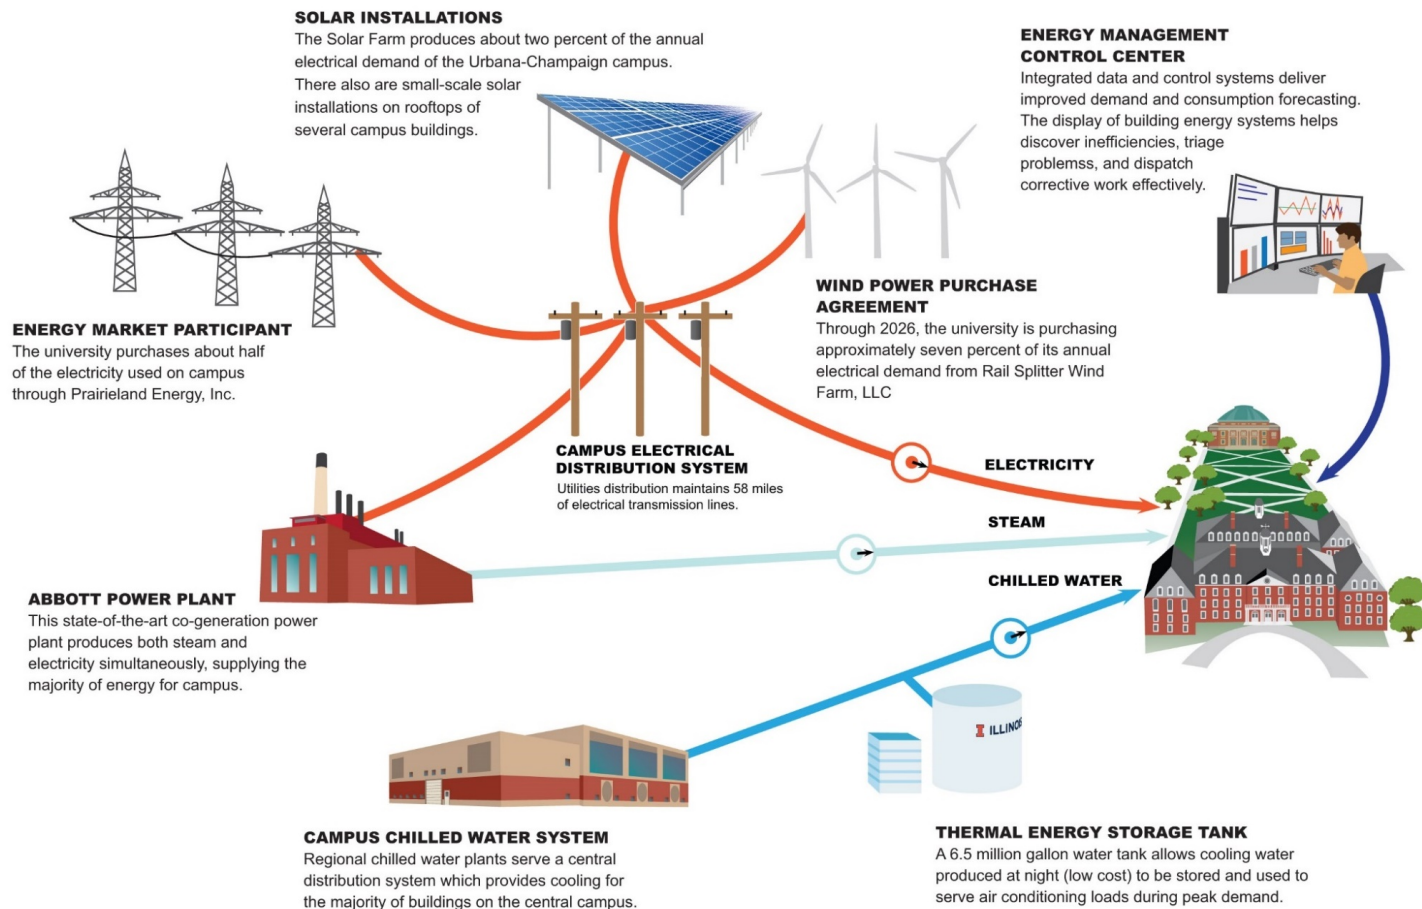 SOLAR INSTALLATIONS
The Solar Farm produces about two percent of the annual
electrical demand of the Urbana-Champaign campus.
There also are small-scale solar
installations on rooftops of
several campus buildings.
ENERGY MANAGEMENT
CONTROL CENTER
Integrated data and control systems deliver
improved demand and consumption forecasting.
The display of building energy systems helps
discover inefficiencies, triage
problemss, and dispatch
corrective work effectively.
ENERGY MARKET PARTICIPANT
The university purchases about half
of the electricity used on campus
through Prairieland Energy, Inc.
WIND POWER PURCHASE
AGREEMENT
Through 2026, the university is purchasing
approximately seven percent of its annual
electrical demand from Rail Splitter Wind
Farm, LLC
CAMPUS ELECTRICAL
DISTRIBUTION SYSTEM
Utilities distribution maintains 58 miles
of electrical transmission lines.
ELECTRICITY
STEAM
CHILLED WATER
ABBOTT POWER PLANT
This state-of-the-art co-generation power
plant produces both steam and
electricity simultaneously, supplying the
majority of energy for campus.
I ILLINOI
CAMPUS CHILLED WATER SYSTEM
Regional chilled water plants serve a central
distribution system which provides cooling for
the majority of buildings on the central campus.
THERMAL ENERGY STORAGE TANK
A 6.5 million gallon water tank allows cooling water
produced at night (low cost) to be stored and used to
serve air conditioning loads during peak demand.